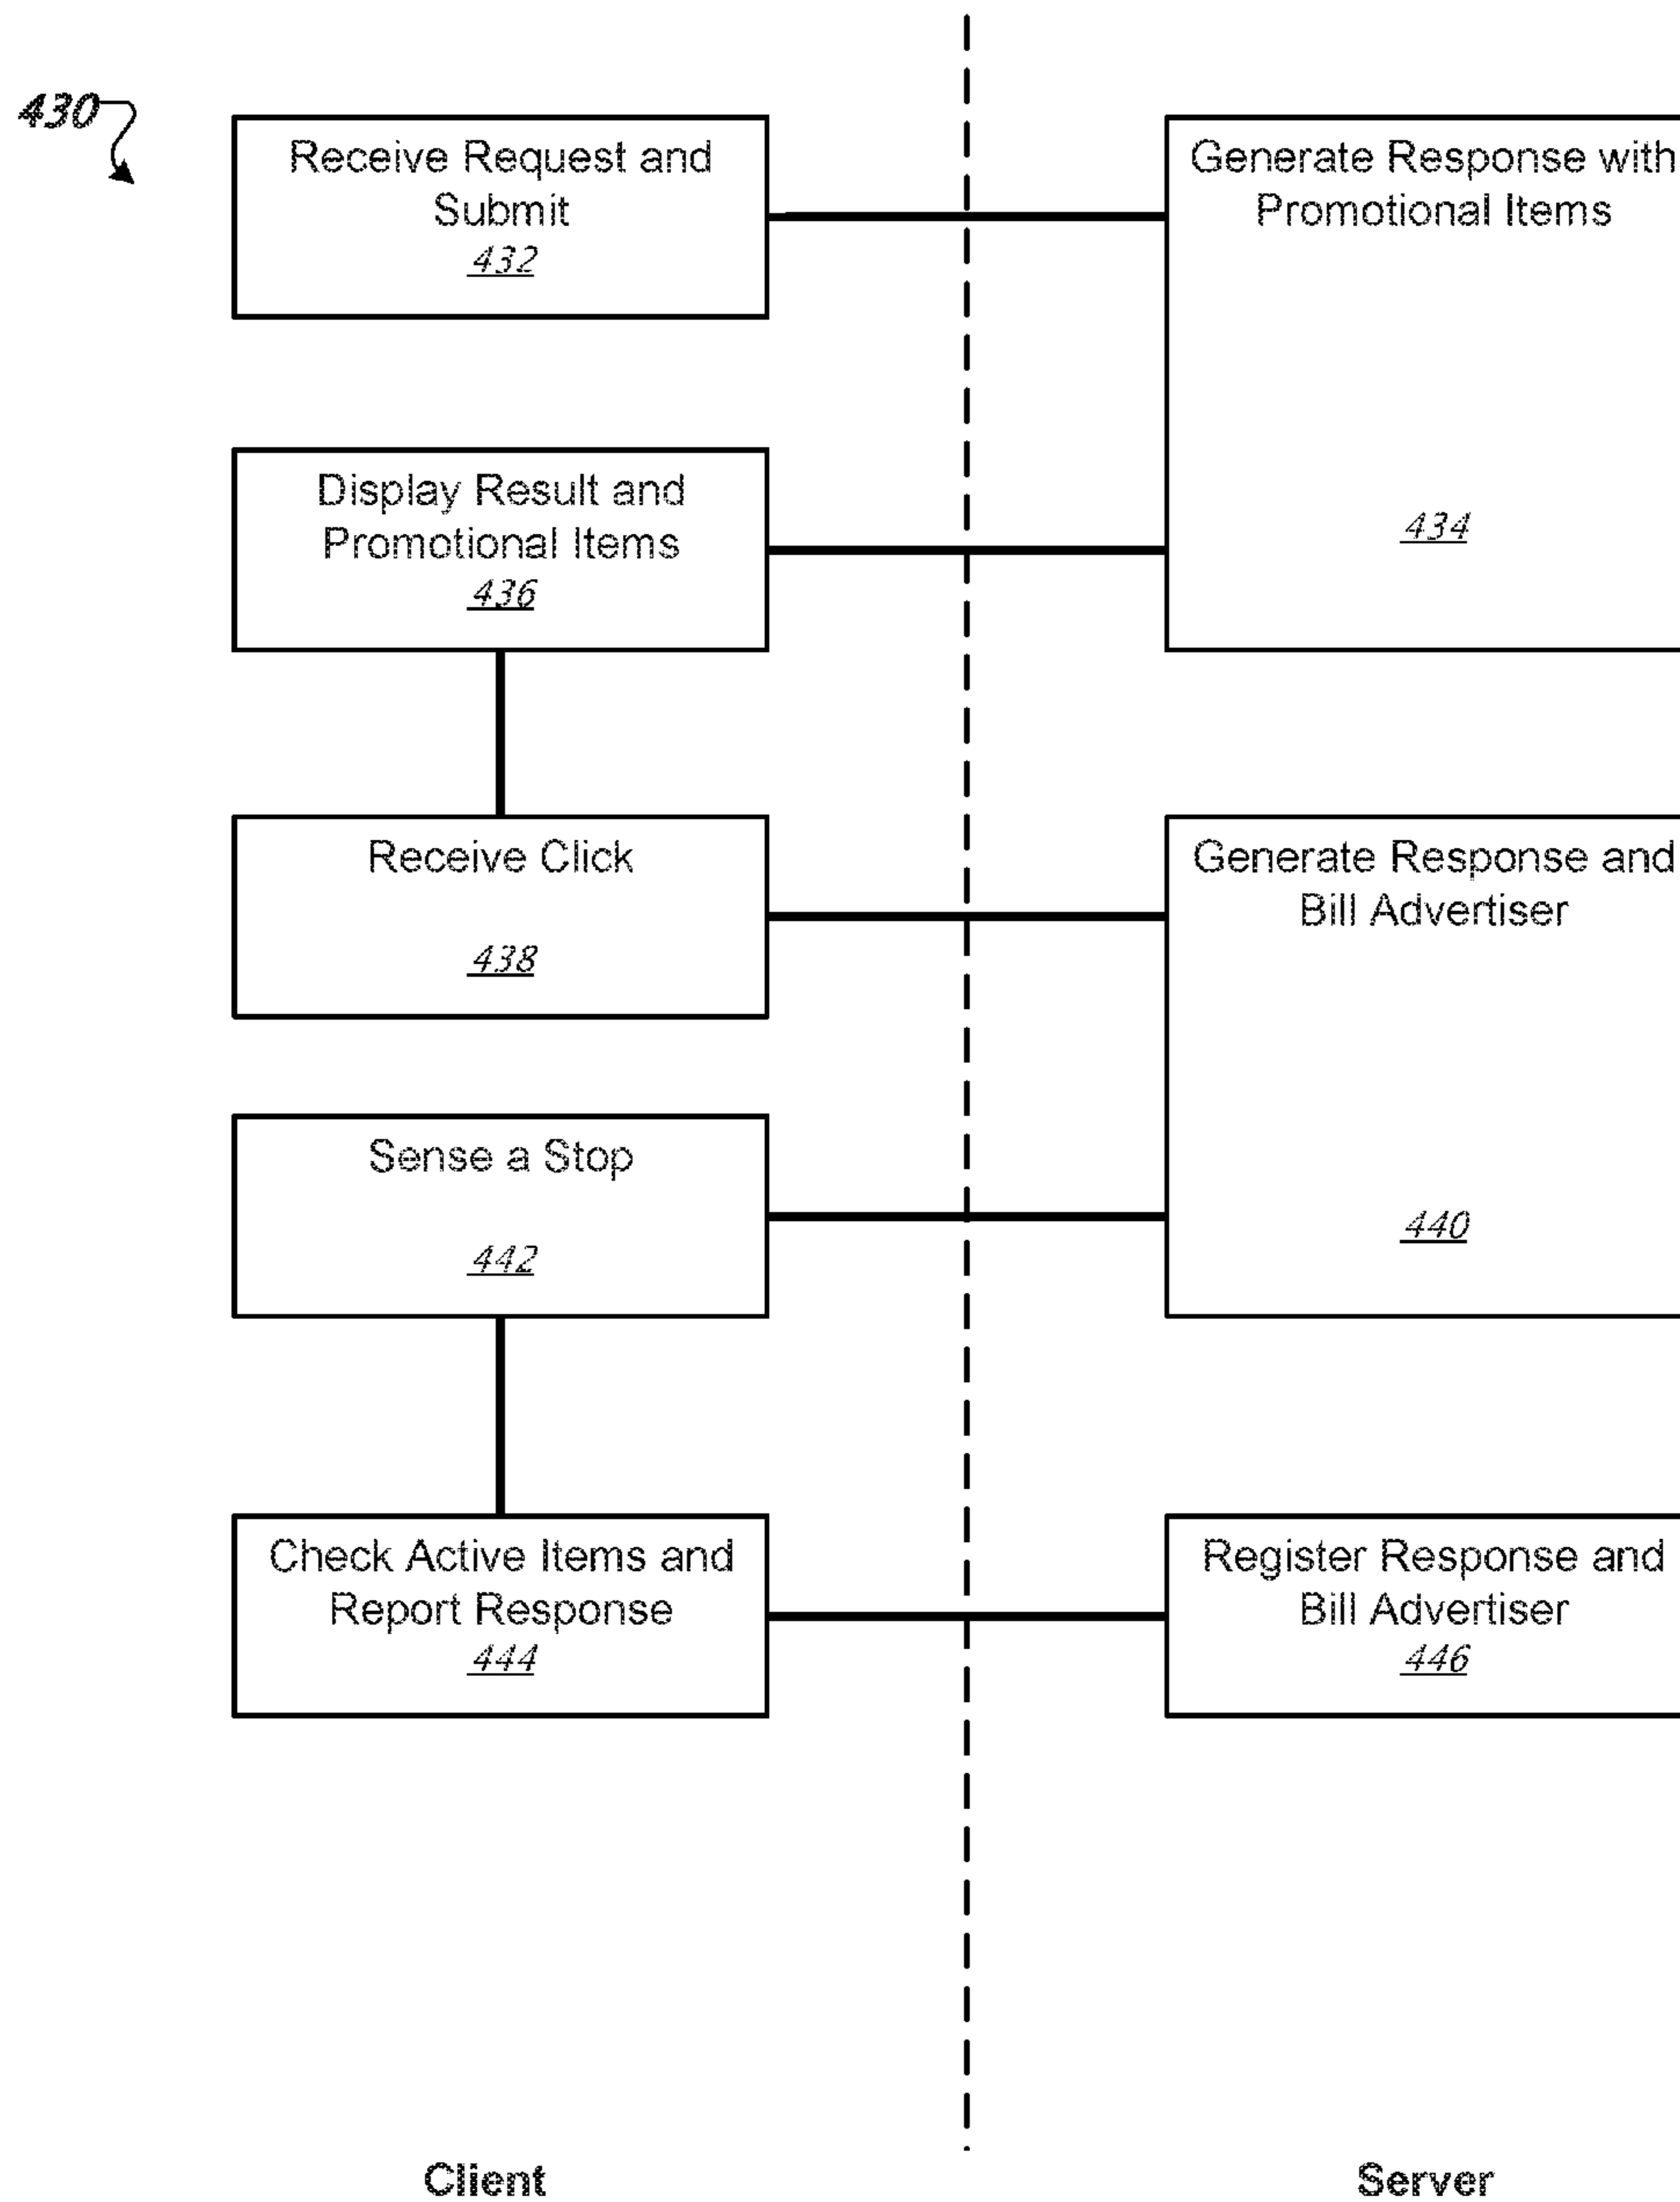 430
Receive Request and
Submit
432
Generate Response with
Promotional Items
434
Display Result and
Promotional Items
436
Receive Click
438
Generate Response and
Bill Advertiser
440
Sense a Stop
442
Check Active Items and
Report Response
444
Register Response and
Bill Advertiser
446
Client
Server